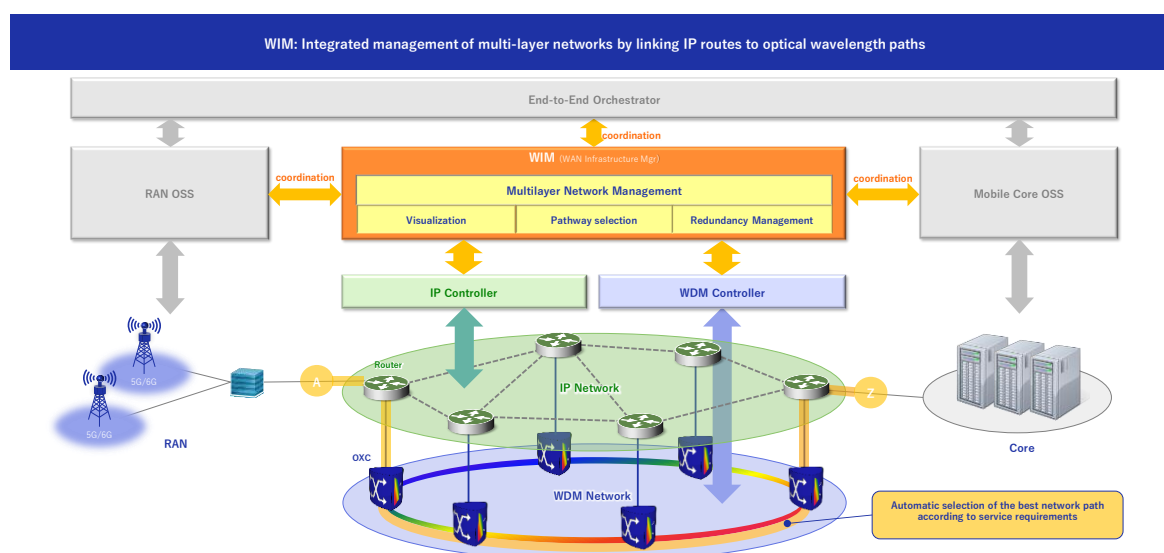 WIM: Integrated management of multi-layer networks by linking IP routes to optical wavelength paths
End-to-End Orchestrator
coordination
WIM (WAN Infrastructure Mgr)
RAN OSS
coordination
Multilayer Network Management
coordination
Mobile Core OSS
Visualization
Pathway selection
Redundancy Management
IP Controller
WDM Controller
Router
5G/6G
A
IP Network
Z
5G/6G
RAN
Core
OXC
WDM Network
Automatic selection of the best network path
according to service requirements